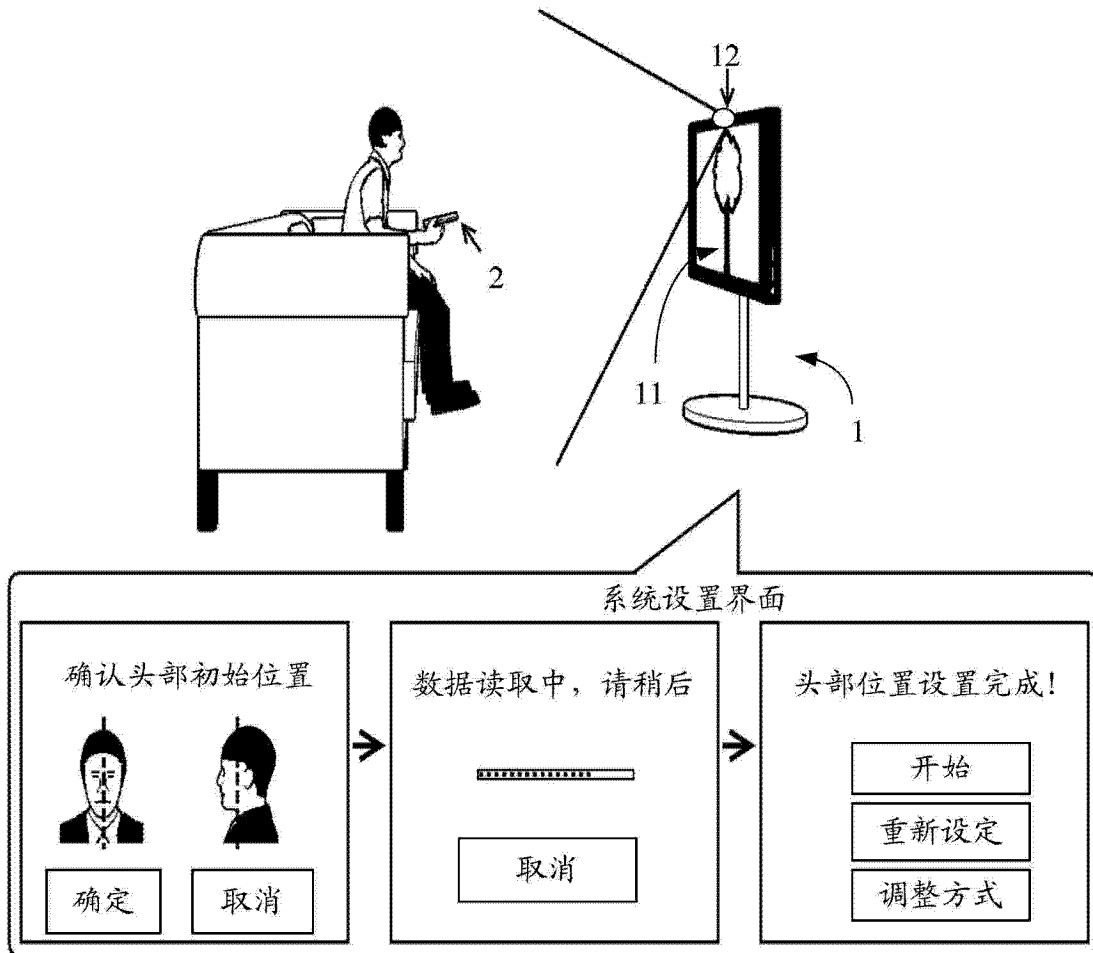 12
2
11
1
系统设置界面
确认头部初始位置
确定
取消
数据读取中，请稍后
取消
头部位置设置完成！
开始
重新设定
调整方式